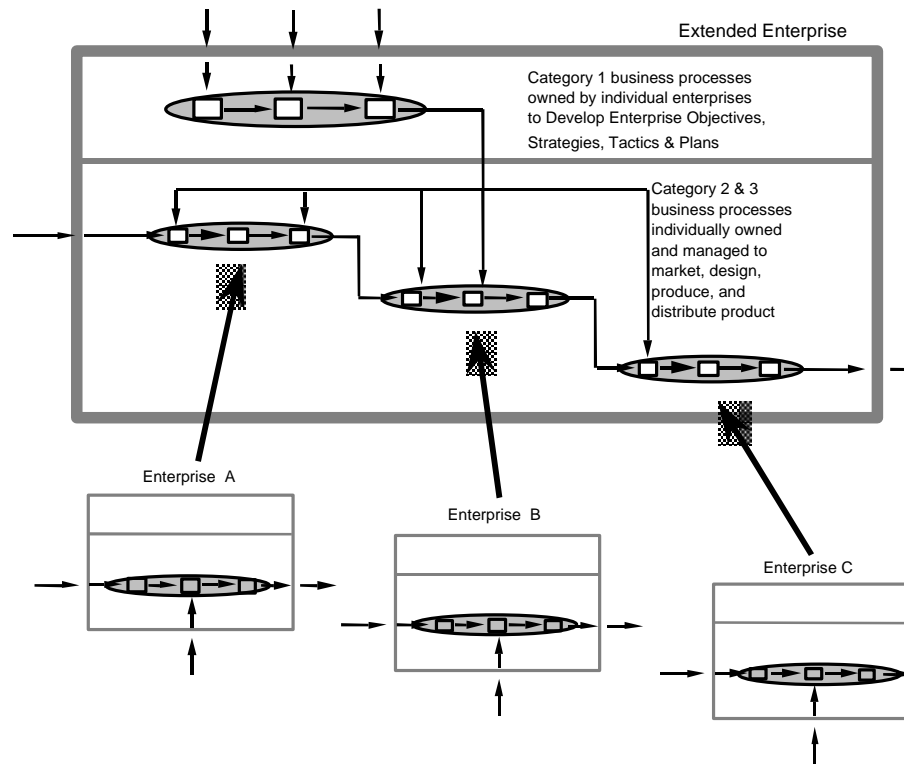 Extended Enterprise
Category 1 business processes
owned by individual enterprises
to Develop Enterprise Objectives,
Strategies, Tactics & Plans
Category 2 & 3
business processes
individually owned
and managed to
market, design,
produce, and
distribute product
Enterprise A
Enterprise B
Enterprise C